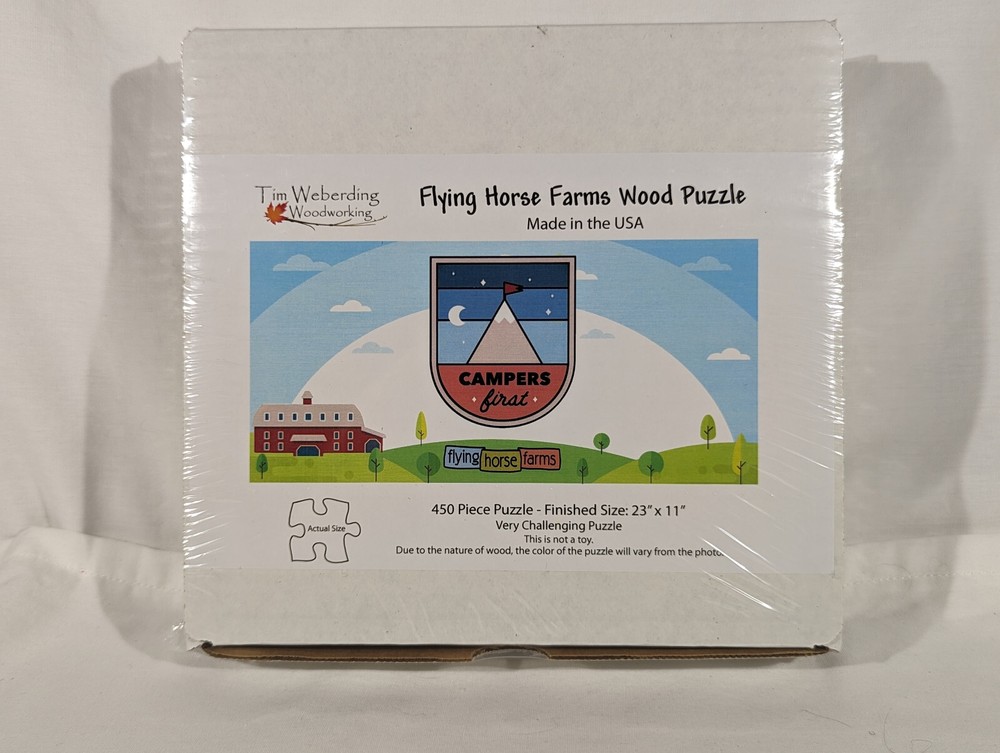 Tim Weberding
Woodworking
Flying Horse Farms Wood Puzzle
Made in the USA
CAMPERS
first
flying horse farms
Actual Size
450 Piece Puzzle - Finished Size: 23" x 11"
Very Challenging Puzzle
This is not a toy.
Due to the nature of wood, the color of the puzzle will vary from the photo.